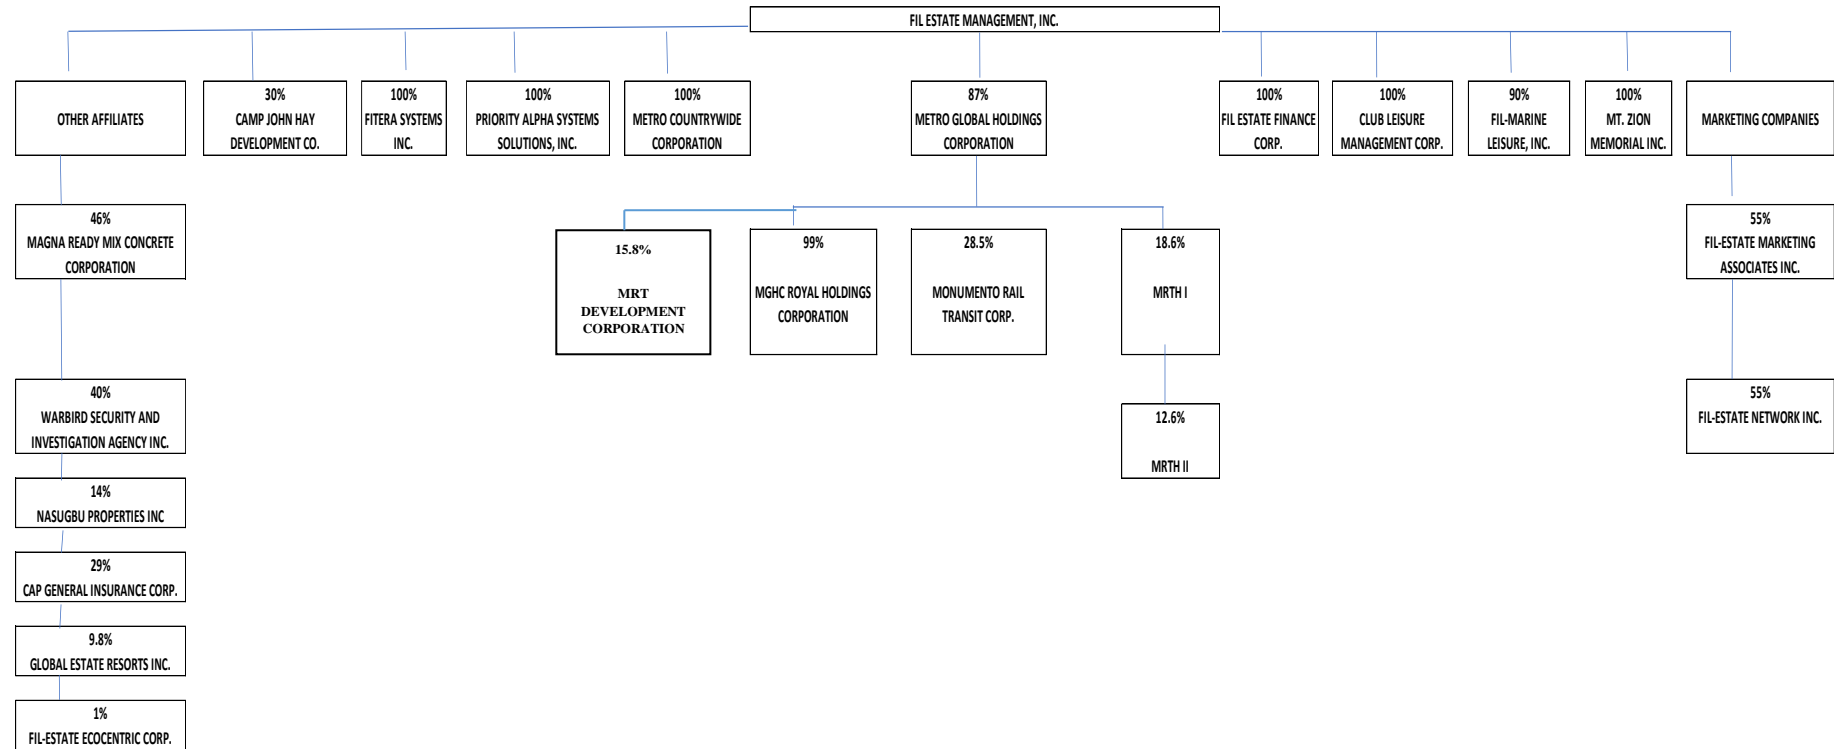 FIL ESTATE MANAGEMENT, INC.
OTHER AFFILIATES
30%
CAMP JOHN HAY
DEVELOPMENT CO.
100%
FITERA SYSTEMS
INC.
100%
PRIORITY ALPHA SYSTEMS
SOLUTIONS, INC.
100%
METRO COUNTRYWIDE
CORPORATION
87%
METRO GLOBAL HOLDINGS
CORPORATION
100%
FIL ESTATE FINANCE
CORP.
100%
CLUB LEISURE
MANAGEMENT CORP.
90%
FIL-MARINE
LEISURE, INC.
100%
MT. ZION
MEMORIAL INC.
MARKETING COMPANIES
46%
MAGNA READY MIX CONCRETE
CORPORATION
15.8%
MRT
DEVELOPMENT
CORPORATION
99%
MGHC ROYAL HOLDINGS
CORPORATION
28.5%
MONUMENTO RAIL
TRANSIT CORP.
18.6%
MRTH I
55%
FIL-ESTATE MARKETING
ASSOCIATES INC.
40%
WARBIRD SECURITY AND
INVESTIGATION AGENCY INC.
12.6%
MRTH II
55%
FIL-ESTATE NETWORK INC.
14%
NASUGBU PROPERTIES INC
29%
CAP GENERAL INSURANCE CORP.
9.8%
GLOBAL ESTATE RESORTS INC.
1%
FIL-ESTATE ECOCENTRIC CORP.